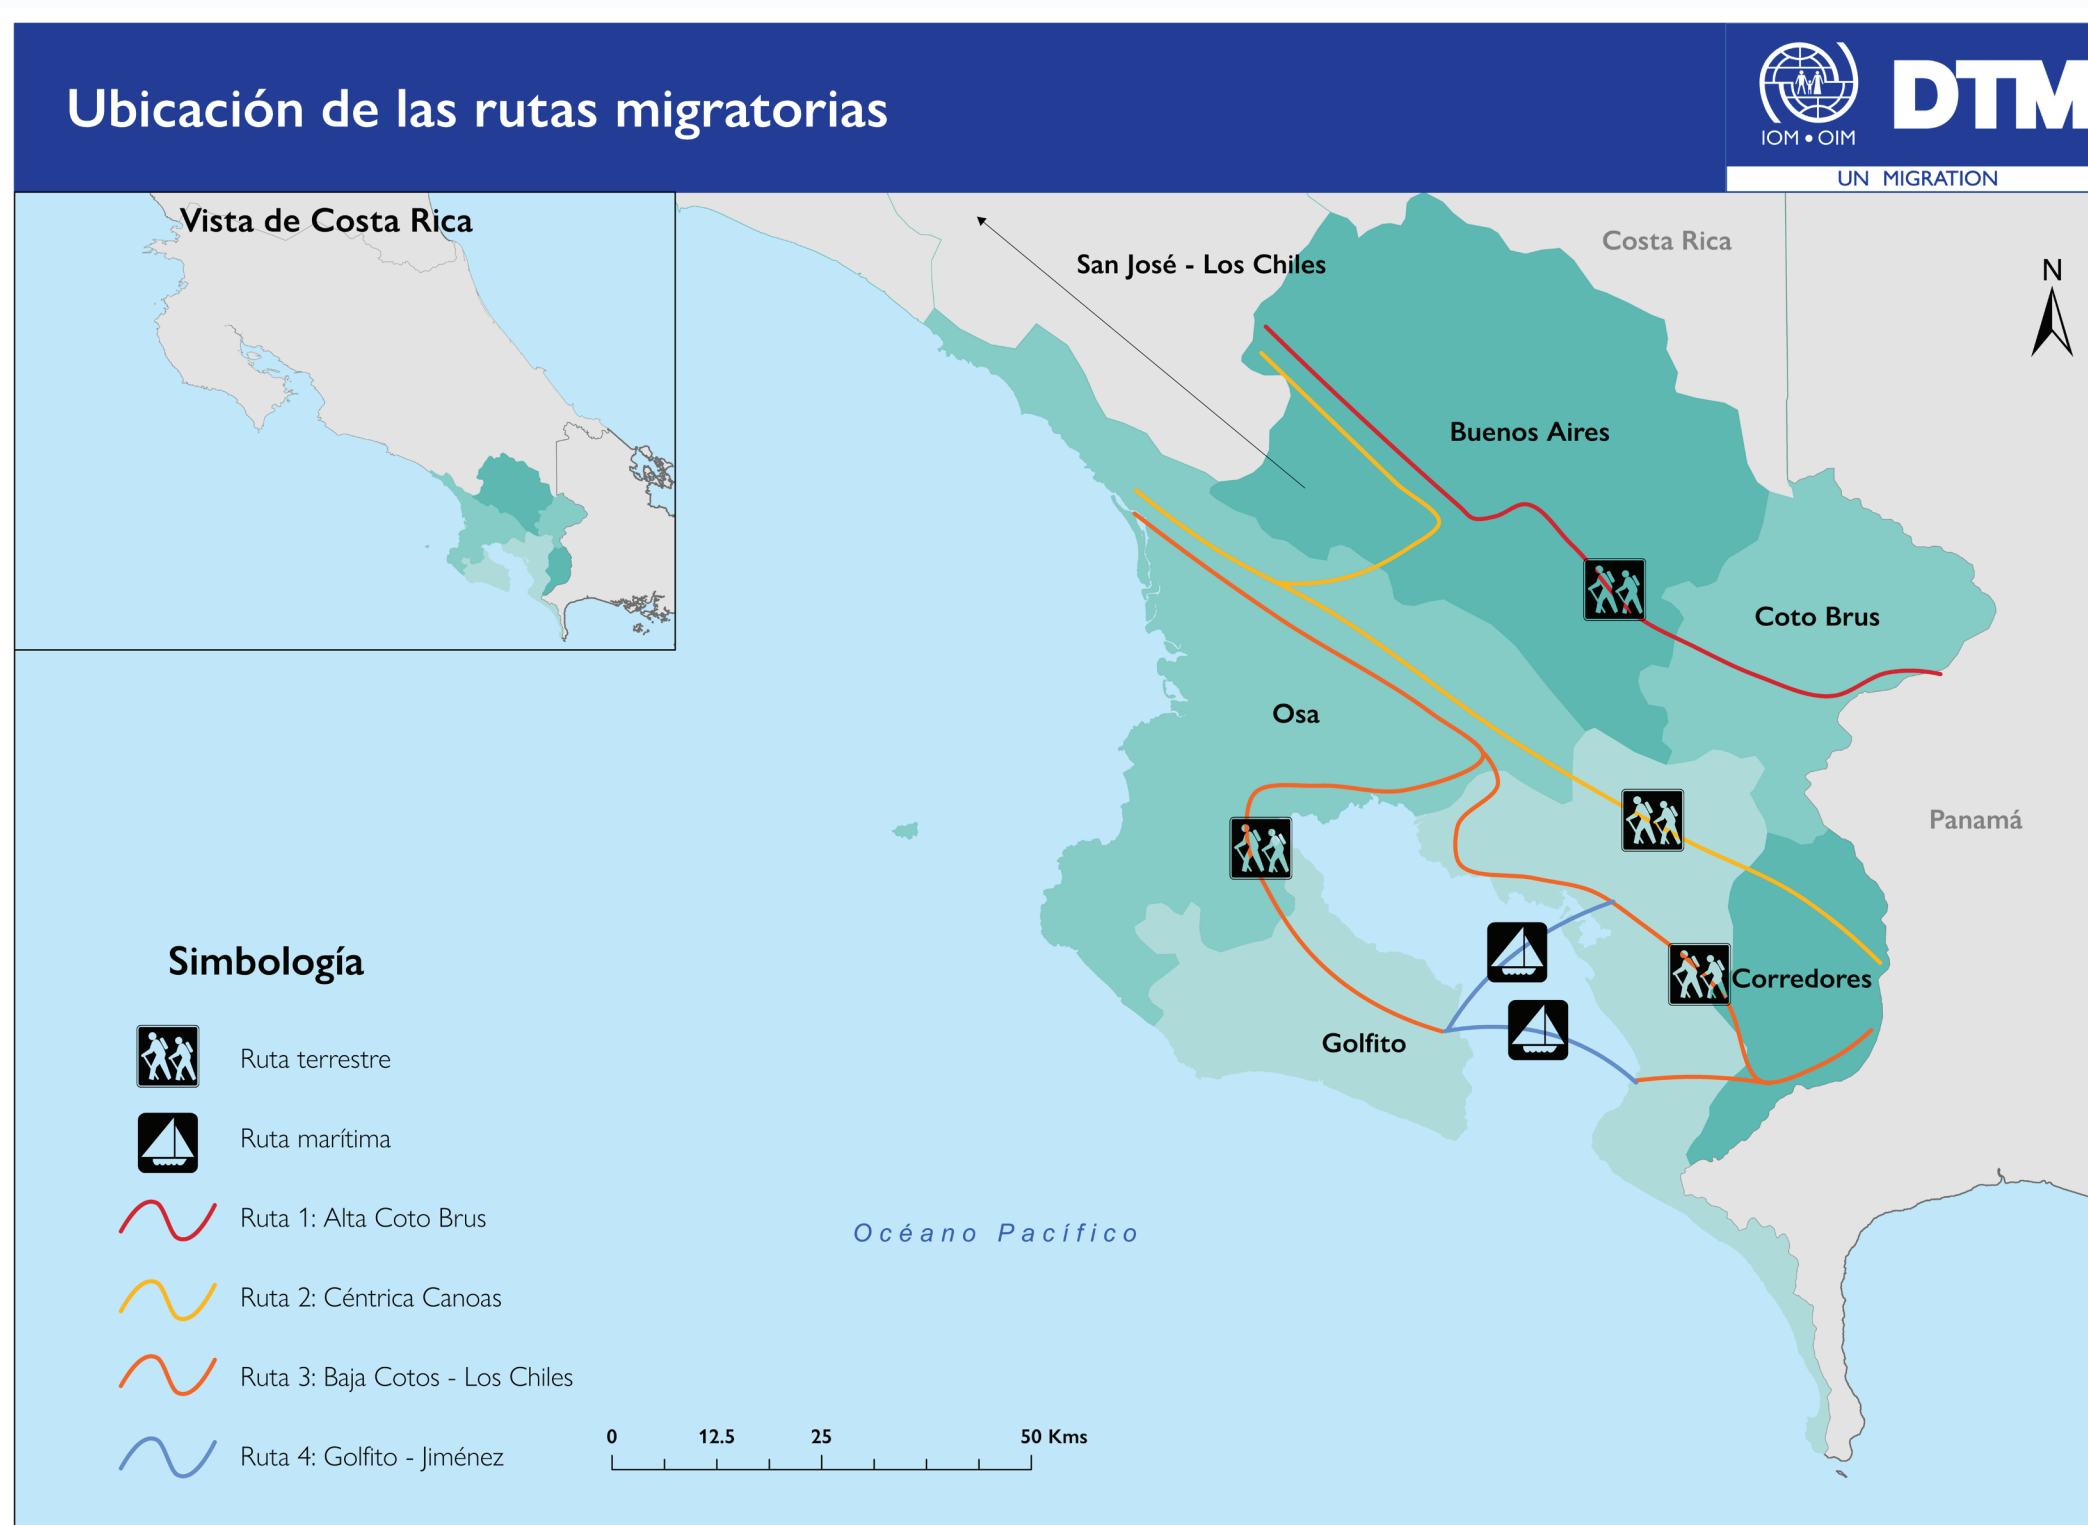 Ubicación de las rutas migratorias
IOM • OIM
DTM
UN MIGRATION
Vista de Costa Rica
San José - Los Chiles
Costa Rica
N
Buenos Aires
Coto Brus
Osa
Panamá
Corredores
Golfito
Océano Pacífico
Simbología
Ruta terrestre
Ruta marítima
Ruta 1: Alta Coto Brus
Ruta 2: Céntrica Canoas
Ruta 3: Baja Cotos - Los Chiles
Ruta 4: Golfito - Jiménez
0 12.5 25 50 Kms